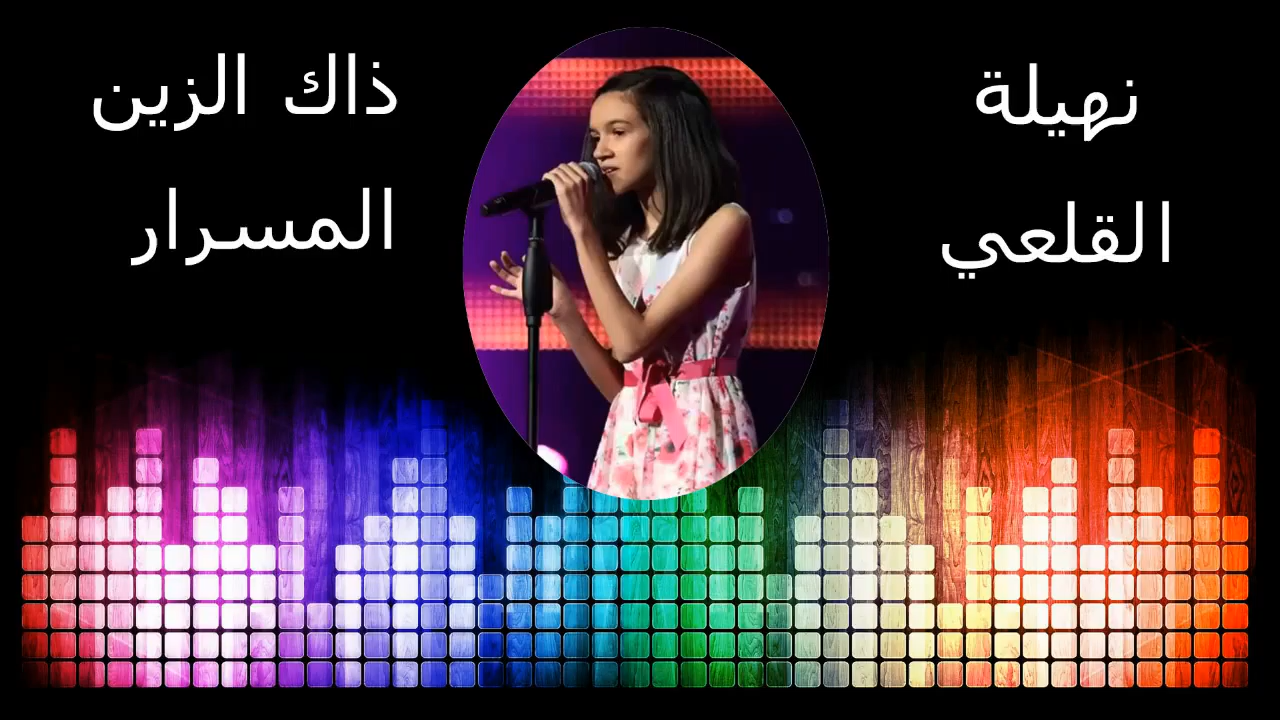 نهيلة
القلعي
ذاك الزين
المسرار